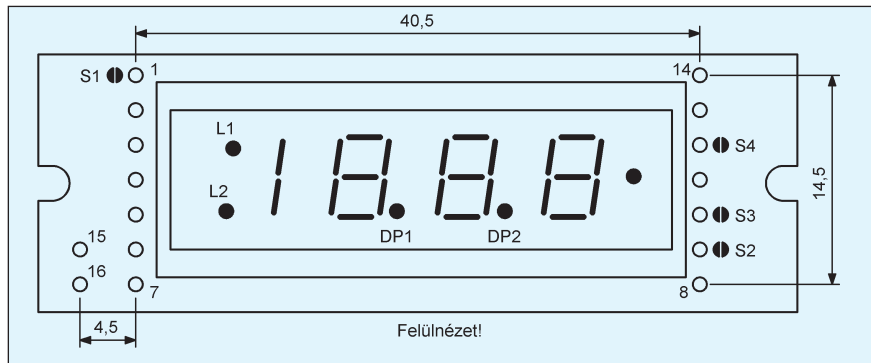 40,5
S1
1
14
L1
S4
14,5
L2
S3
15
DP1
DP2
S2
16
7
8
4,5
Felülnézet!